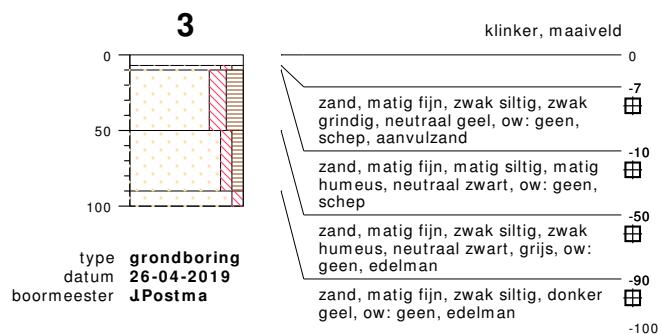 3
klinker, maaiveld
0
0
-7
zand, matig fijn, zwak siltig, zwak
grindig, neutraal geel, ow: geen,
schep, aanvulzand
-10
zand, matig fijn, matig siltig, matig
humeus, neutraal zwart, ow: geen,
schep
50
-50
zand, matig fijn, zwak siltig, zwak
humeus, neutraal zwart, grijs, ow:
geen, edelman
100
-90
zand, matig fijn, zwak siltig, donker
geel, ow: geen, edelman
-100
type grondboring
datum 26-04-2019
boormeester J.Postma